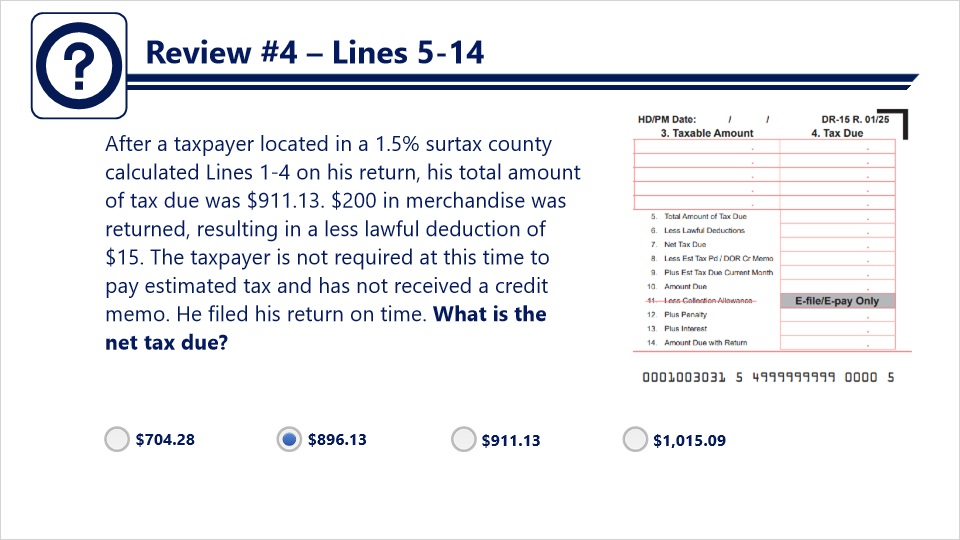 ?
Review #4 – Lines 5-14
After a taxpayer located in a 1.5% surtax county
calculated Lines 1-4 on his return, his total amount
of tax due was $911.13. $200 in merchandise was
returned, resulting in a less lawful deduction of
$15. The taxpayer is not required at this time to
pay estimated tax and has not received a credit
memo. He filed his return on time. What is the
net tax due?
HD/PM Date: / / DR-15 R. 01/25
3. Taxable Amount 4. Tax Due
5. Total Amount of Tax Due
6. Less Lawful Deductions
7. Net Tax Due
8. Less Est Tax Pd / DOR Cr Memo
9. Plus Est Tax Due Current Month
10. Amount Due
11. Less Collection Allowance E-file/E-pay Only
12. Plus Penalty
13. Plus Interest
14. Amount Due with Return
0001003031 5 4999999999 0000 5
$704.28 $896.13 $911.13 $1,015.09